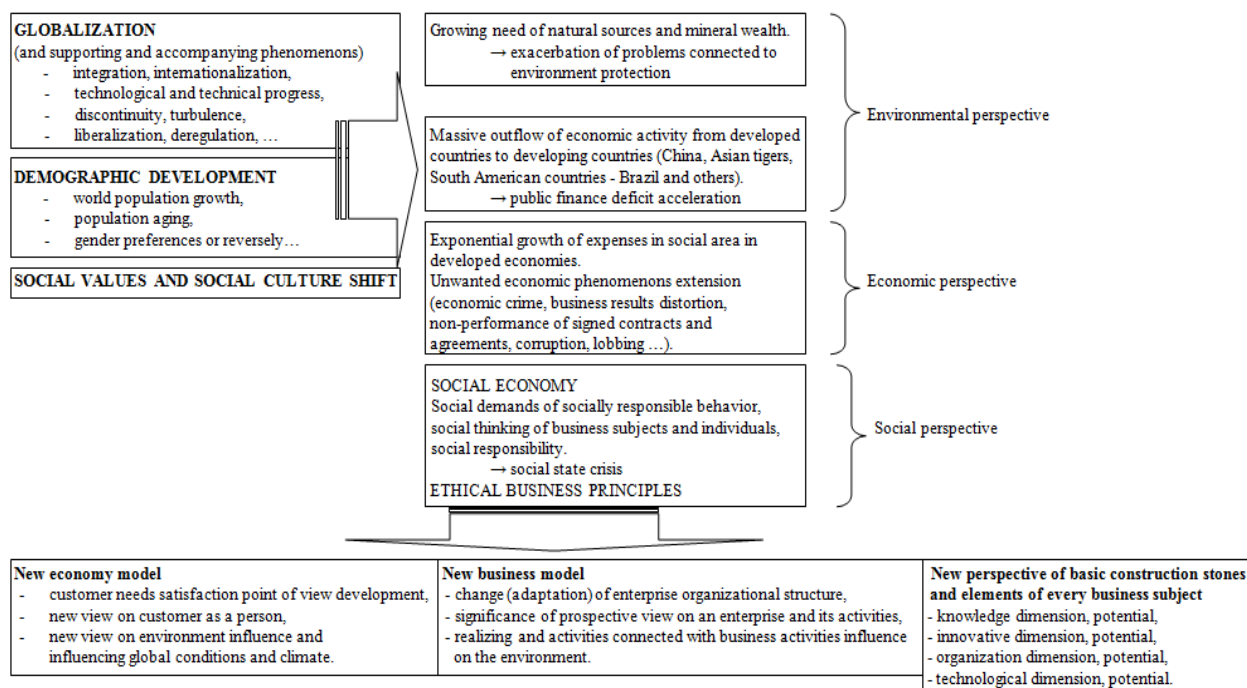 GLOBALIZATION
(and supporting and accompanying phenomenons)
- integration, internationalization,
- technological and technical progress,
- discontinuity, turbulence,
- liberalization, deregulation, …
DEMOGRAPHIC DEVELOPMENT
- world population growth,
- population aging,
- gender preferences or reversely…
SOCIAL VALUES AND SOCIAL CULTURE SHIFT
Growing need of natural sources and mineral wealth.
→ exacerbation of problems connected to
environment protection
Massive outflow of economic activity from developed
countries to developing countries (China, Asian tigers,
South American countries - Brazil and others).
→ public finance deficit acceleration
Environmental perspective
Exponential growth of expenses in social area in
developed economies.
Unwanted economic phenomenons extension
(economic crime, business results distortion,
non-performance of signed contracts and
agreements, corruption, lobbing …).
Economic perspective
SOCIAL ECONOMY
Social demands of socially responsible behavior,
social thinking of business subjects and individuals,
social responsibility.
→ social state crisis
ETHICAL BUSINESS PRINCIPLES
Social perspective
New economy model
- customer needs satisfaction point of view development,
- new view on customer as a person,
- new view on environment influence and
influencing global conditions and climate.
New business model
- change (adaptation) of enterprise organizational structure,
- significance of prospective view on an enterprise and its activities,
- realizing and activities connected with business activities influence
on the environment.
New perspective of basic construction stones
and elements of every business subject
- knowledge dimension, potential,
- innovative dimension, potential,
- organization dimension, potential,
- technological dimension, potential.